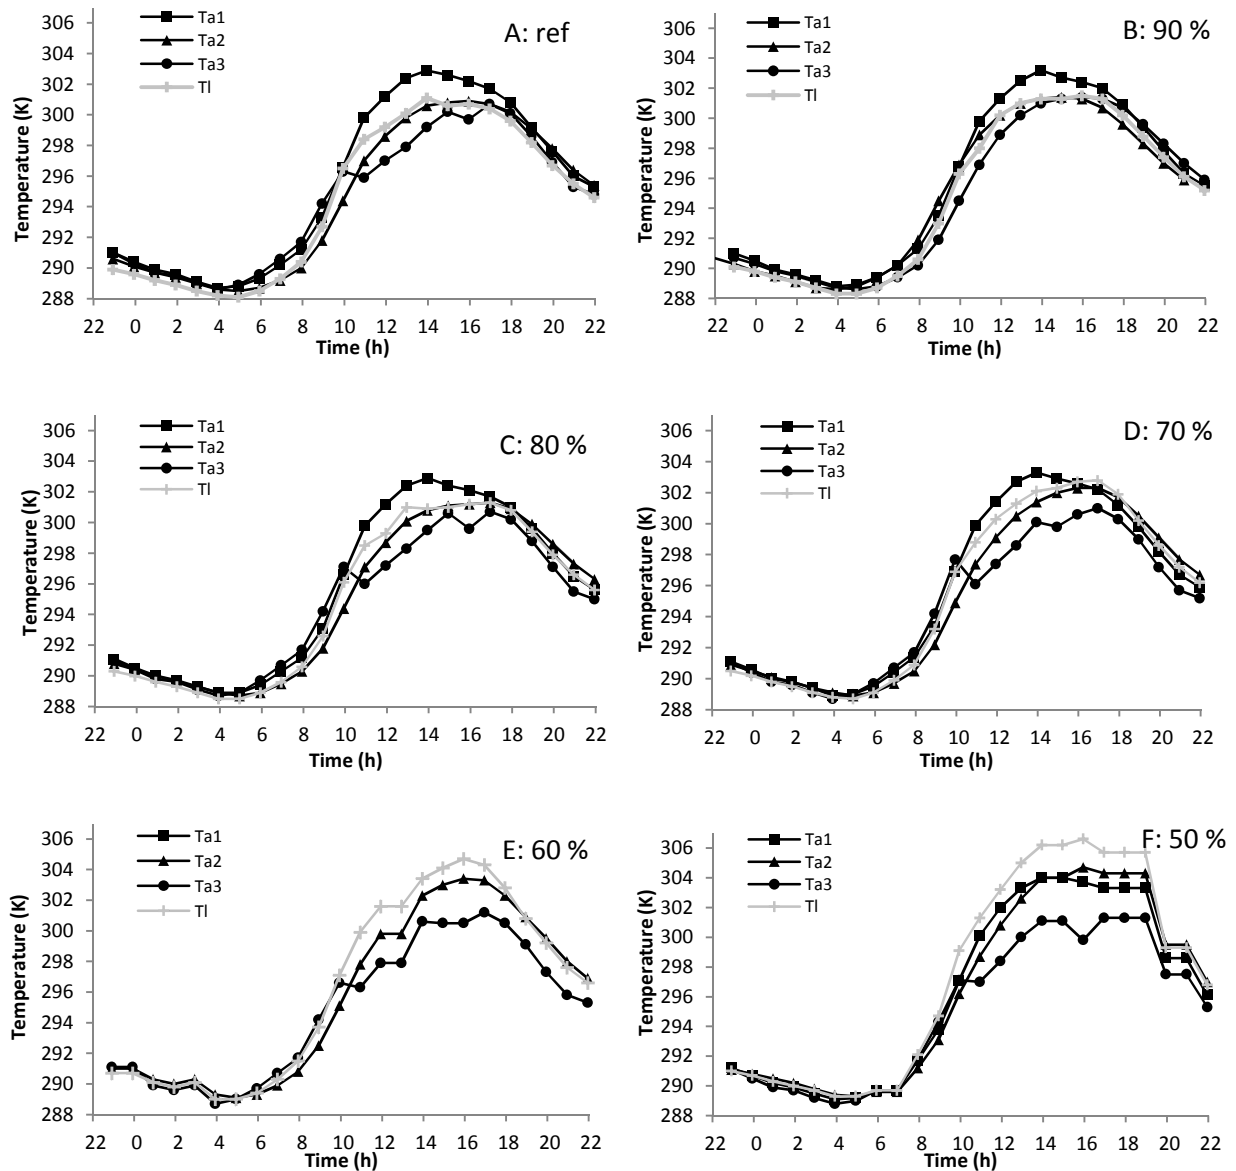 A: ref
Ta1
Ta2
Ta3
Tl
Temperature (K)
306
304
302
300
298
296
294
292
290
288
22 0 2 4 6 8 10 12 14 16 18 20 22
Time (h)
B: 90 %
Ta1
Ta2
Ta3
Tl
Temperature (K)
306
304
302
300
298
296
294
292
290
288
22 0 2 4 6 8 10 12 14 16 18 20 22
Time (h)
C: 80 %
Ta1
Ta2
Ta3
Tl
Temperature (K)
306
304
302
300
298
296
294
292
290
288
22 0 2 4 6 8 10 12 14 16 18 20 22
Time (h)
D: 70 %
Ta1
Ta2
Ta3
Tl
Temperature (K)
306
304
302
300
298
296
294
292
290
288
22 0 2 4 6 8 10 12 14 16 18 20 22
Time (h)
E: 60 %
Ta1
Ta2
Ta3
Tl
Temperature (K)
306
304
302
300
298
296
294
292
290
288
22 0 2 4 6 8 10 12 14 16 18 20 22
Time (h)
F: 50 %
Ta1
Ta2
Ta3
Tl
Temperature (K)
306
304
302
300
298
296
294
292
290
288
22 0 2 4 6 8 10 12 14 16 18 20 22
Time (h)